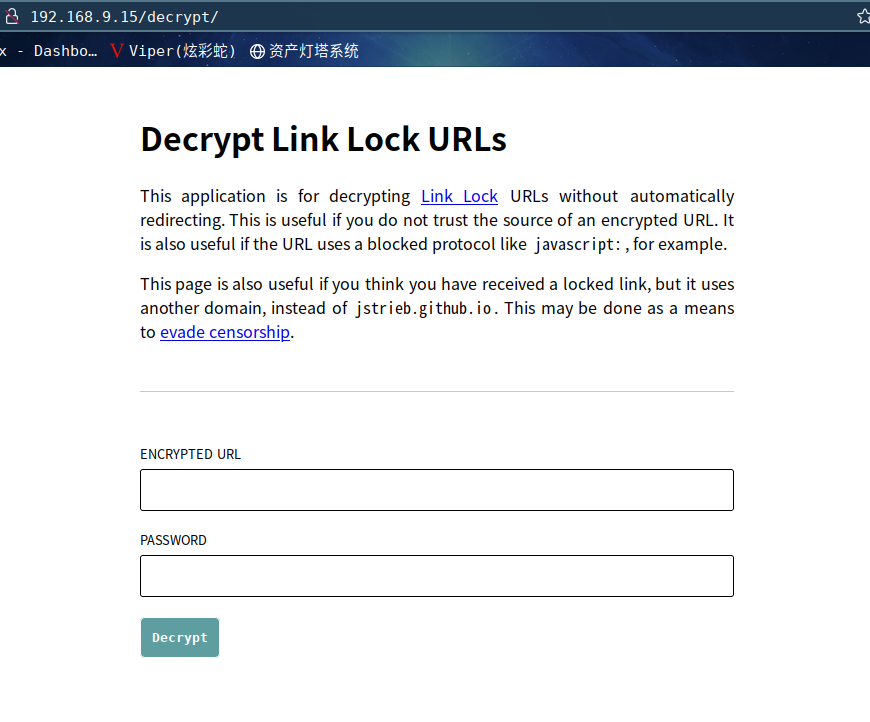 192.168.9.15/decrypt/
x - Dashbo… Viper(炫彩蛇) 资产灯塔系统
Decrypt Link Lock URLs
This application is for decrypting Link Lock URLs without automatically
redirecting. This is useful if you do not trust the source of an encrypted URL. It
is also useful if the URL uses a blocked protocol like javascript:, for example.
This page is also useful if you think you have received a locked link, but it uses
another domain, instead of jstrieb.github.io. This may be done as a means
to evade censorship.
ENCRYPTED URL
PASSWORD
Decrypt